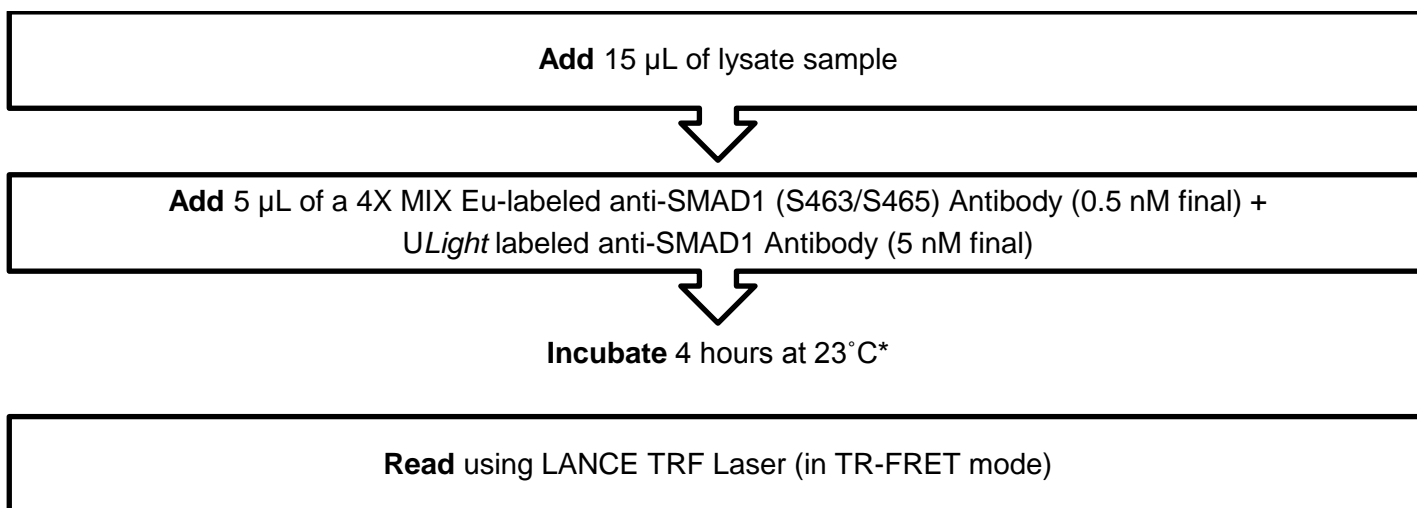 Add 15 µL of lysate sample
Add 5 µL of a 4X MIX Eu-labeled anti-SMAD1 (S463/S465) Antibody (0.5 nM final) +
ULight labeled anti-SMAD1 Antibody (5 nM final)
Incubate 4 hours at 23˚C*
Read using LANCE TRF Laser (in TR-FRET mode)